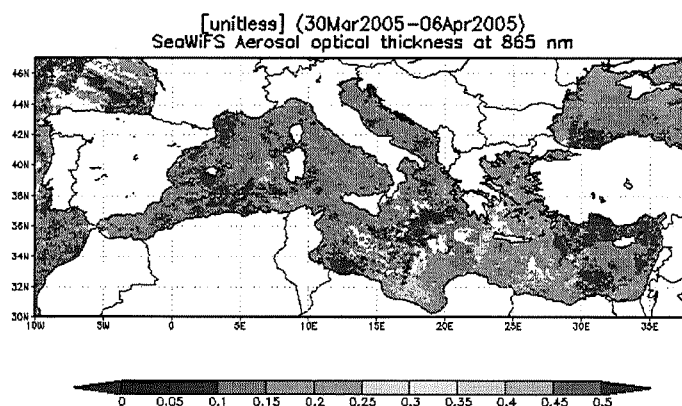 [unitless] (30Mar2005-06Apr2005)
SeaWiFS Aerosol optical thickness at 865 nm
46N
44N
42N
40N
38N
36N
34N
32N
30N
10W 5W 0 5E 10E 15E 20E 25E 30E 35E
0 0.05 0.1 0.15 0.2 0.25 0.3 0.35 0.4 0.45 0.5